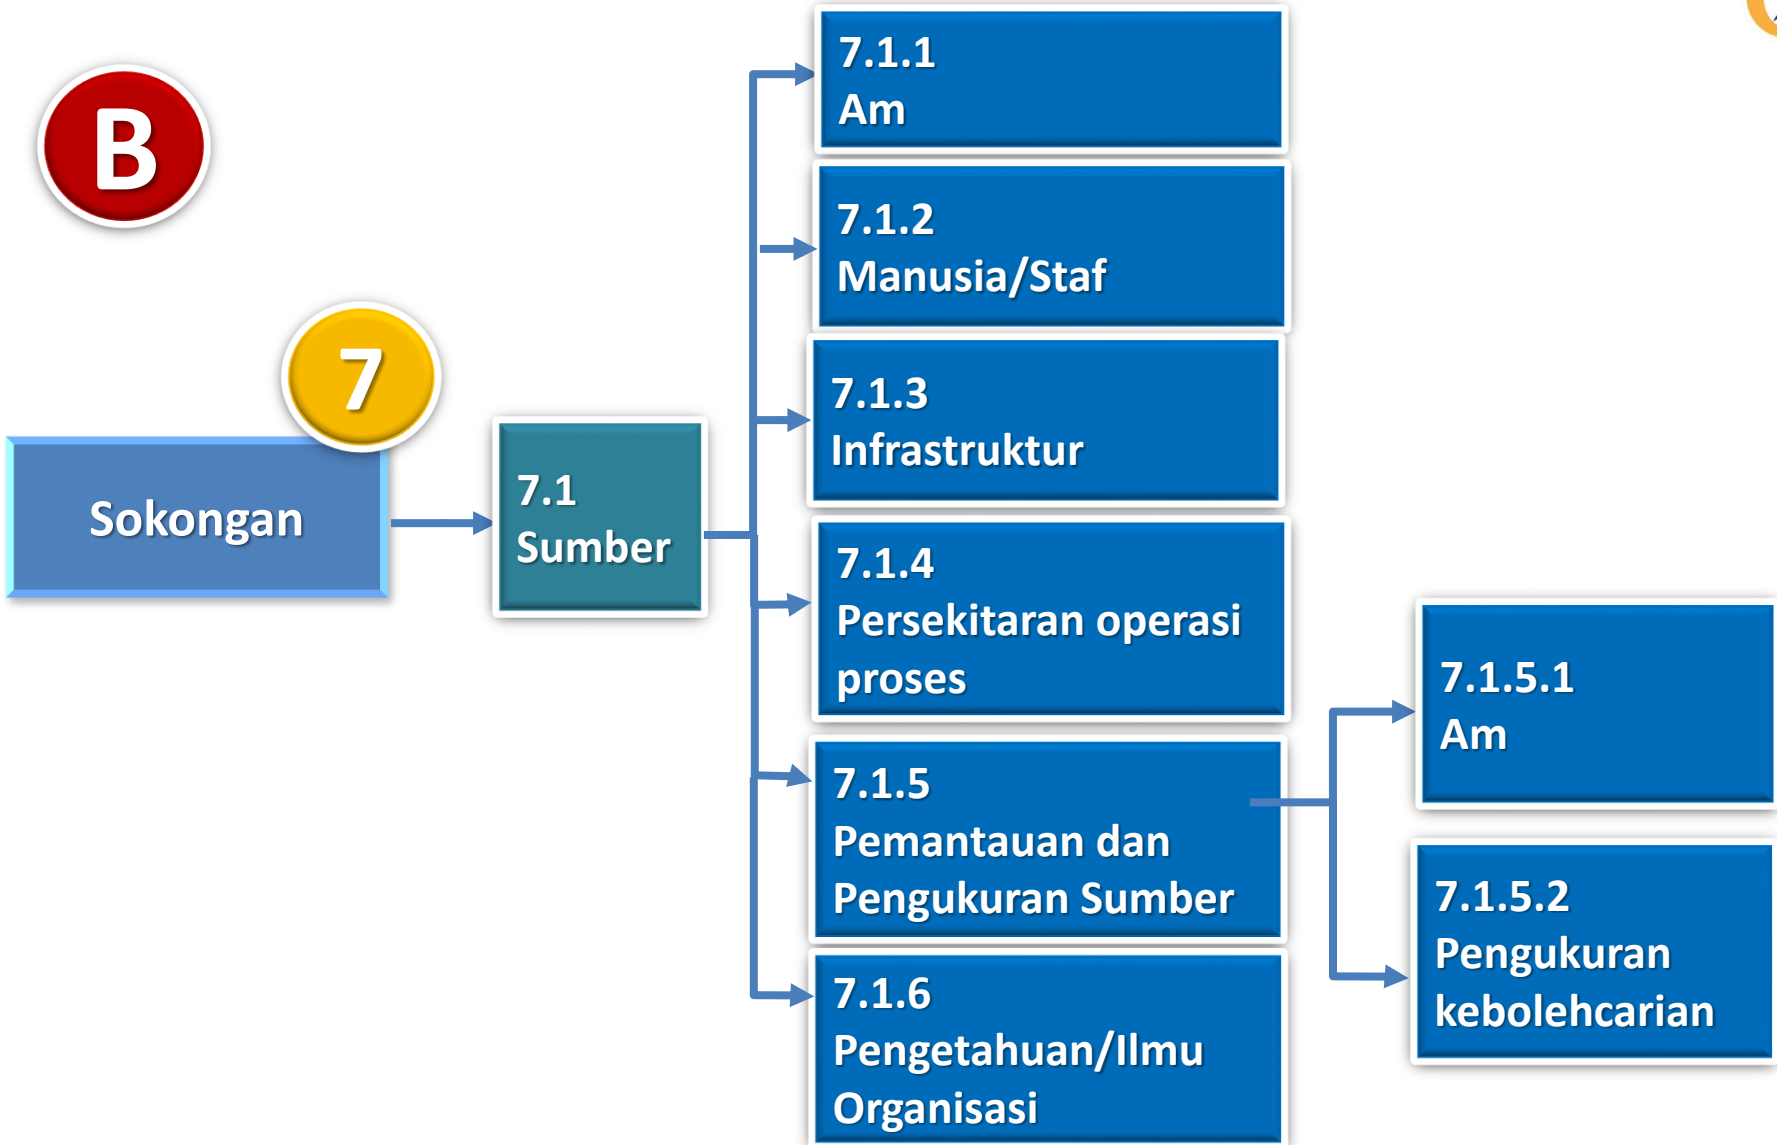 B
7
Sokongan
7.1
Sumber
7.1.1
Am
7.1.2
Manusia/Staf
7.1.3
Infrastruktur
7.1.4
Persekitaran operasi
proses
7.1.5
Pemantauan dan
Pengukuran Sumber
7.1.6
Pengetahuan/Ilmu
Organisasi
7.1.5.1
Am
7.1.5.2
Pengukuran
kebolehcarian